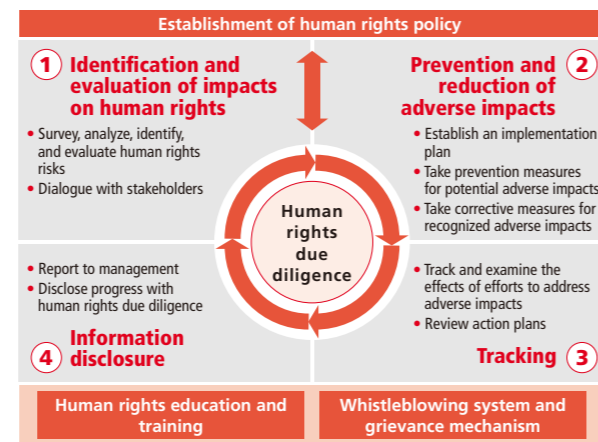 Establishment of human rights policy
1 Identification and
evaluation of impacts
on human rights
• Survey, analyze, identify,
and evaluate human rights
risks
• Dialogue with stakeholders
Prevention and 2
reduction of
adverse impacts
• Establish an implementation
plan
• Take prevention measures
for potential adverse impacts
• Take corrective measures for
recognized adverse impacts
Human
rights
due
diligence
• Track and examine the
effects of efforts to address
adverse impacts
• Review action plans
Tracking 3
• Report to management
• Disclose progress with
human rights due diligence
Information
4 disclosure
Human rights education and
training
Whistleblowing system and
grievance mechanism